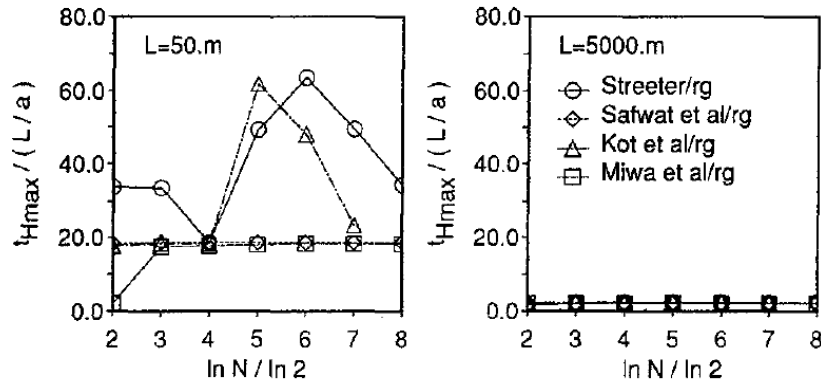 80.0
60.0
40.0
20.0
0.0
t_Hmax / ( L / a )
L=50.m
2 3 4 5 6 7 8
ln N / ln 2
80.0
60.0
40.0
20.0
0.0
t_Hmax / ( L / a )
L=5000.m
Streeter/rg
Safwat et al/rg
Kot et al/rg
Miwa et al/rg
2 3 4 5 6 7 8
ln N / ln 2